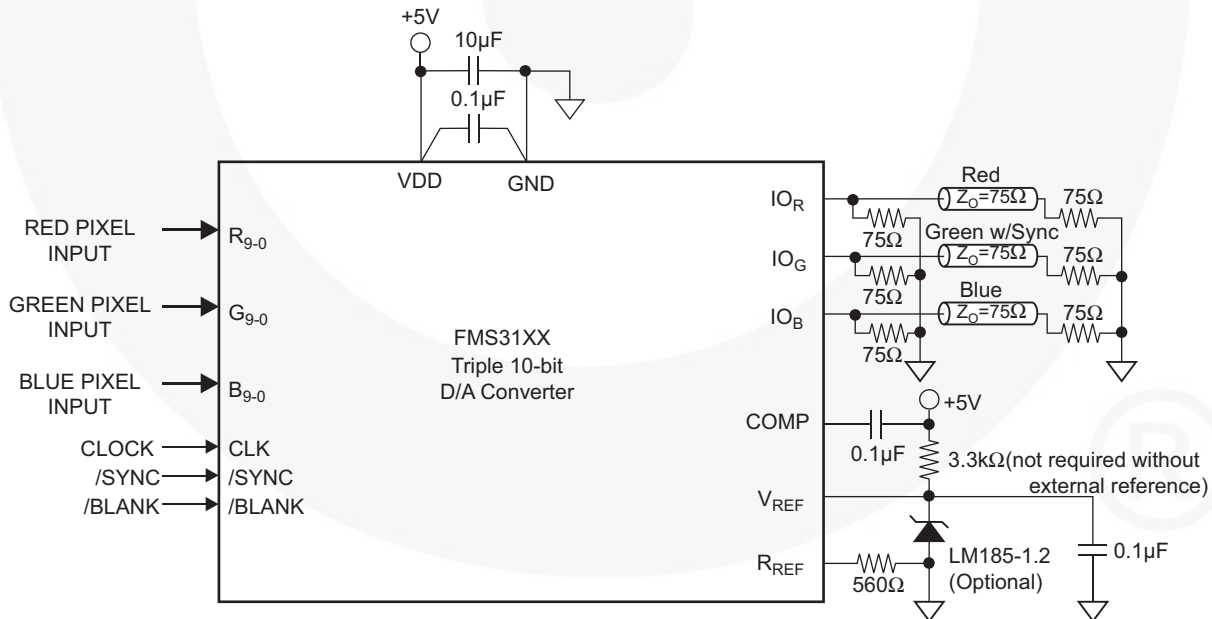 +5V
10µF
0.1µF
VDD
GND
RED PIXEL
INPUT
R9-0
GREEN PIXEL
INPUT
G9-0
BLUE PIXEL
INPUT
B9-0
CLOCK
CLK
/SYNC
/SYNC
/BLANK
/BLANK
FMS31XX
Triple 10-bit
D/A Converter
IOR
Red
ZO=75Ω
75Ω
75Ω
IOG
Green w/Sync
ZO=75Ω
75Ω
75Ω
IOB
Blue
ZO=75Ω
75Ω
75Ω
COMP
0.1µF
+5V
3.3kΩ(not required without
external reference)
VREF
LM185-1.2
(Optional)
0.1µF
RREF
560Ω
®